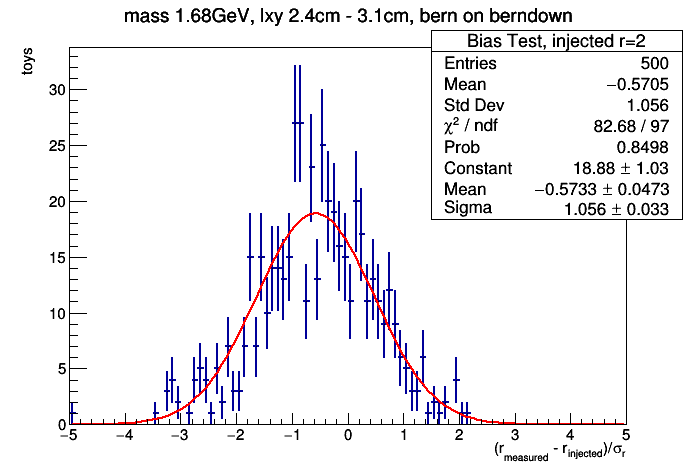 mass 1.68GeV, lxy 2.4cm - 3.1cm, bern on berndown
Bias Test, injected r=2
Entries 500
Mean −0.5705
Std Dev 1.056
χ² / ndf 82.68 / 97
Prob 0.8498
Constant 18.88 ± 1.03
Mean −0.5733 ± 0.0473
Sigma 1.056 ± 0.033
toys
30
25
20
15
10
5
0
−5 −4 −3 −2 −1 0 1 2 3 4 5
(r_measured - r_injected)/σ_r